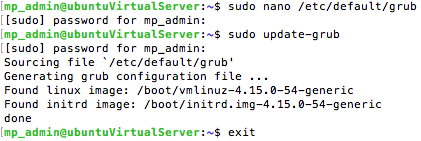 [mp_admin@ubuntuVirtualServer:~$ sudo nano /etc/default/grub
[[sudo] password for mp_admin:
[mp_admin@ubuntuVirtualServer:~$ sudo update-grub
[[sudo] password for mp_admin:
Sourcing file `/etc/default/grub'
Generating grub configuration file ...
Found linux image: /boot/vmlinuz-4.15.0-54-generic
Found initrd image: /boot/initrd.img-4.15.0-54-generic
done
[mp_admin@ubuntuVirtualServer:~$ exit